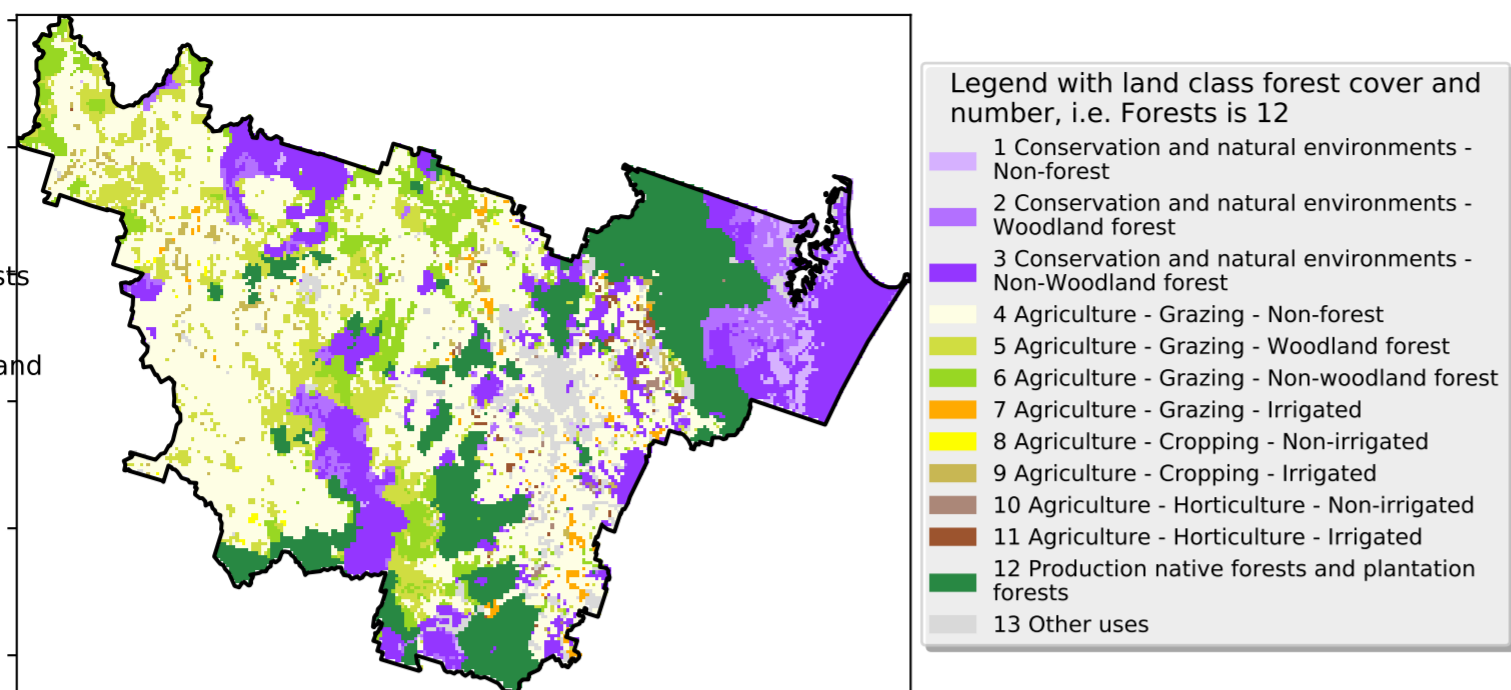 sts
and
Legend with land class forest cover and
number, i.e. Forests is 12
1 Conservation and natural environments -
Non-forest
2 Conservation and natural environments -
Woodland forest
3 Conservation and natural environments -
Non-Woodland forest
4 Agriculture - Grazing - Non-forest
5 Agriculture - Grazing - Woodland forest
6 Agriculture - Grazing - Non-woodland forest
7 Agriculture - Grazing - Irrigated
8 Agriculture - Cropping - Non-irrigated
9 Agriculture - Cropping - Irrigated
10 Agriculture - Horticulture - Non-irrigated
11 Agriculture - Horticulture - Irrigated
12 Production native forests and plantation
forests
13 Other uses